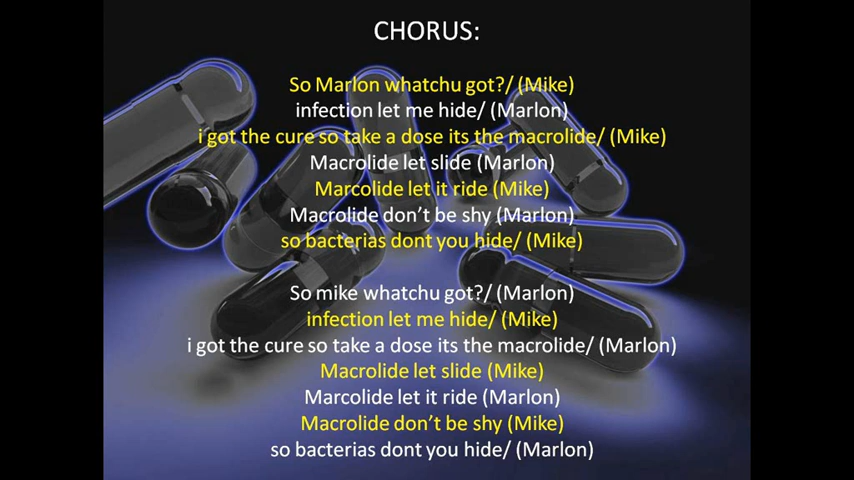 CHORUS:
So Marlon whatchu got?/ (Mike)
infection let me hide/ (Marlon)
i got the cure so take a dose its the macrolide/ (Mike)
Macrolide let slide (Marlon)
Marcolide let it ride (Mike)
Macrolide don't be shy (Marlon)
so bacterias dont you hide/ (Mike)
So mike whatchu got?/ (Marlon)
infection let me hide/ (Mike)
i got the cure so take a dose its the macrolide/ (Marlon)
Macrolide let slide (Mike)
Marcolide let it ride (Marlon)
Macrolide don't be shy (Mike)
so bacterias dont you hide/ (Marlon)